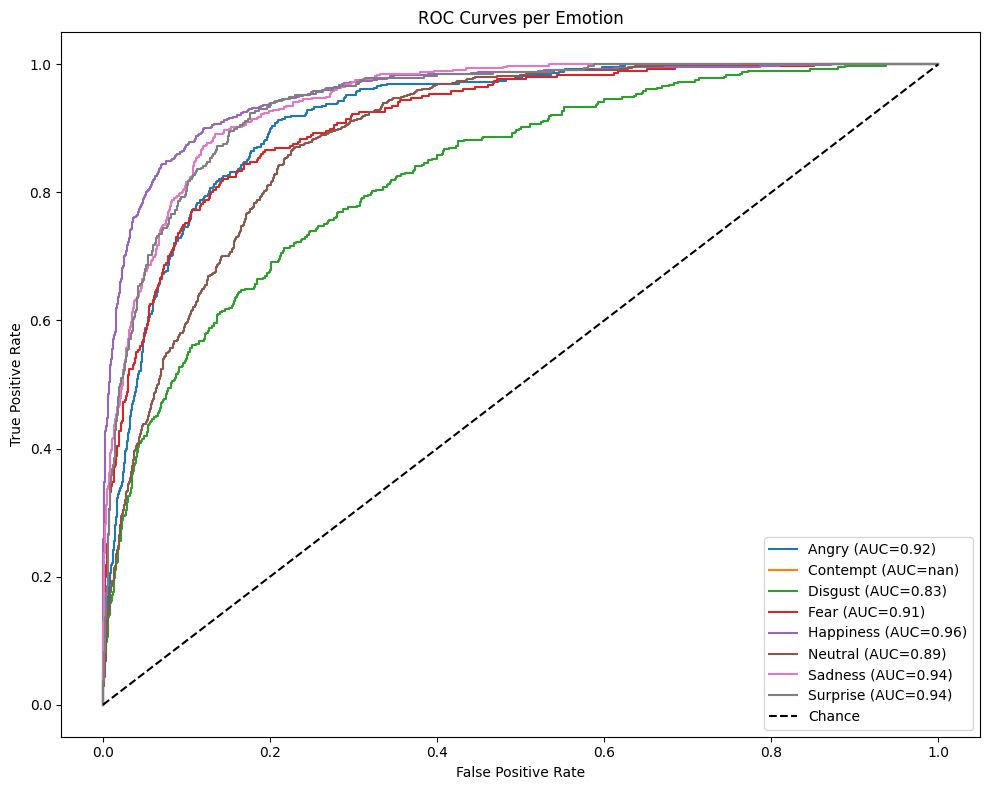 ROC Curves per Emotion
True Positive Rate
1.0
0.8
0.6
0.4
0.2
0.0
0.0 0.2 0.4 0.6 0.8 1.0
False Positive Rate
Angry (AUC=0.92)
Contempt (AUC=nan)
Disgust (AUC=0.83)
Fear (AUC=0.91)
Happiness (AUC=0.96)
Neutral (AUC=0.89)
Sadness (AUC=0.94)
Surprise (AUC=0.94)
Chance